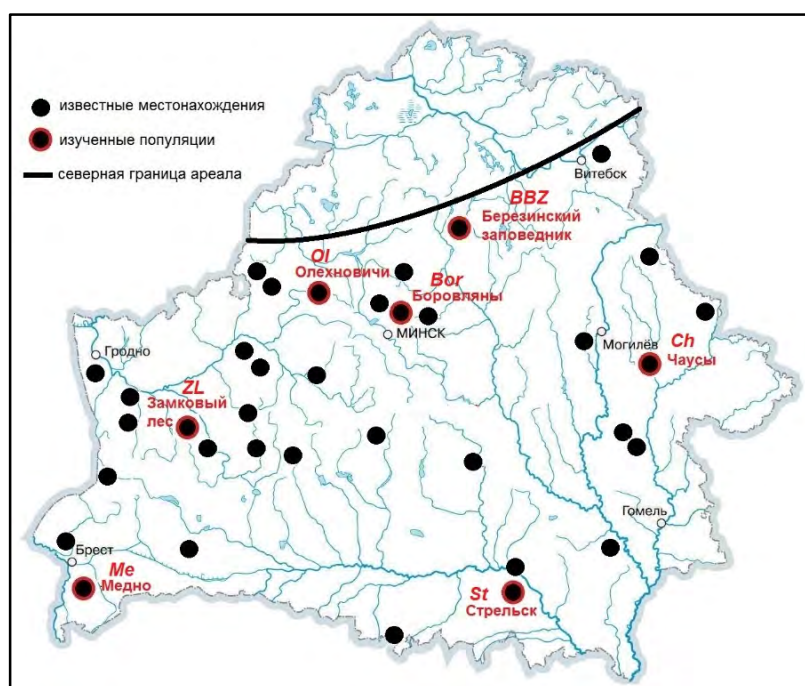 известные местонахождения
изученные популяции
северная граница ареала
Витебск
BBZ
Березинский
заповедник
Ol
Олехновичи
Bor
Боровляны
МИНСК
Могилёв
Ch
Чаусы
Гродно
ZL
Замковый
лес
Гомель
Брест
Me
Медно
St
Стрельск